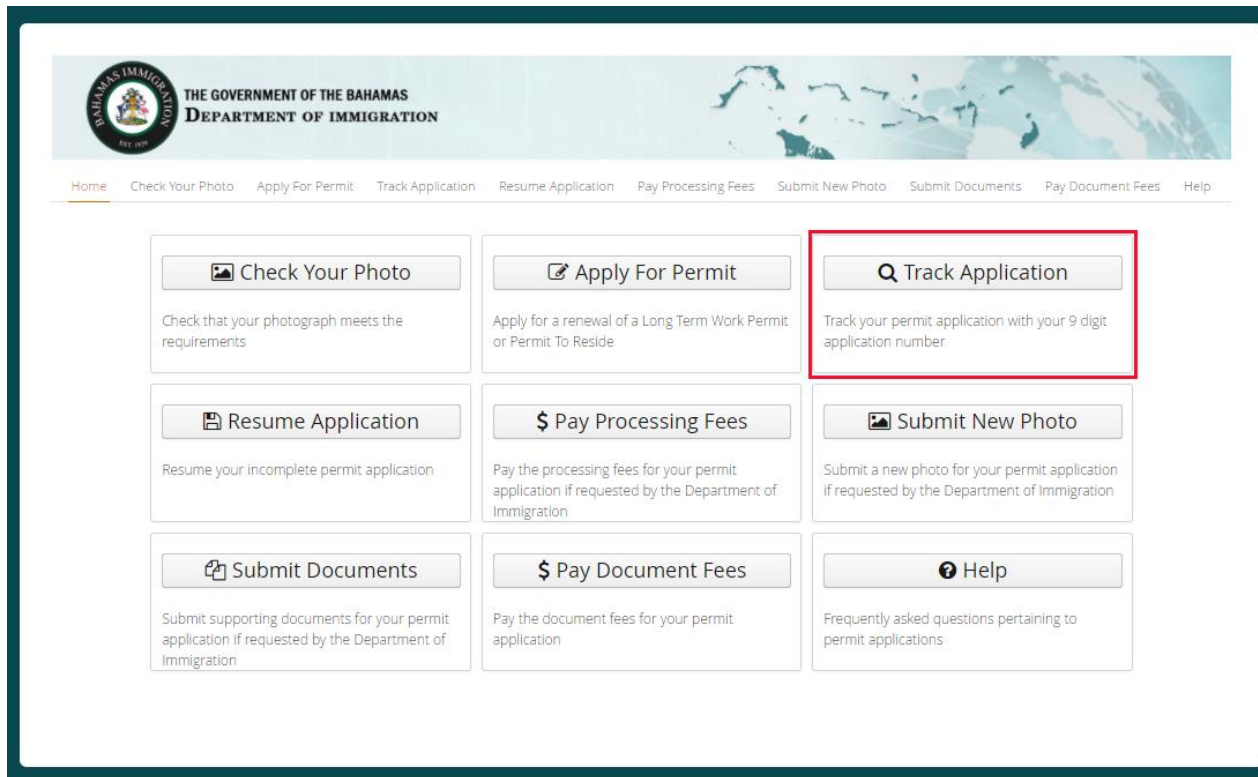 BAHAMAS IMMIGRATION
EST. 1939
THE GOVERNMENT OF THE BAHAMAS
DEPARTMENT OF IMMIGRATION
Home Check Your Photo Apply For Permit Track Application Resume Application Pay Processing Fees Submit New Photo Submit Documents Pay Document Fees Help
Check Your Photo
Check that your photograph meets the
requirements
Apply For Permit
Apply for a renewal of a Long Term Work Permit
or Permit To Reside
Track Application
Track your permit application with your 9 digit
application number
Resume Application
Resume your incomplete permit application
$ Pay Processing Fees
Pay the processing fees for your permit
application if requested by the Department of
Immigration
Submit New Photo
Submit a new photo for your permit application
if requested by the Department of Immigration
Submit Documents
Submit supporting documents for your permit
application if requested by the Department of
Immigration
$ Pay Document Fees
Pay the document fees for your permit
application
Help
Frequently asked questions pertaining to
permit applications